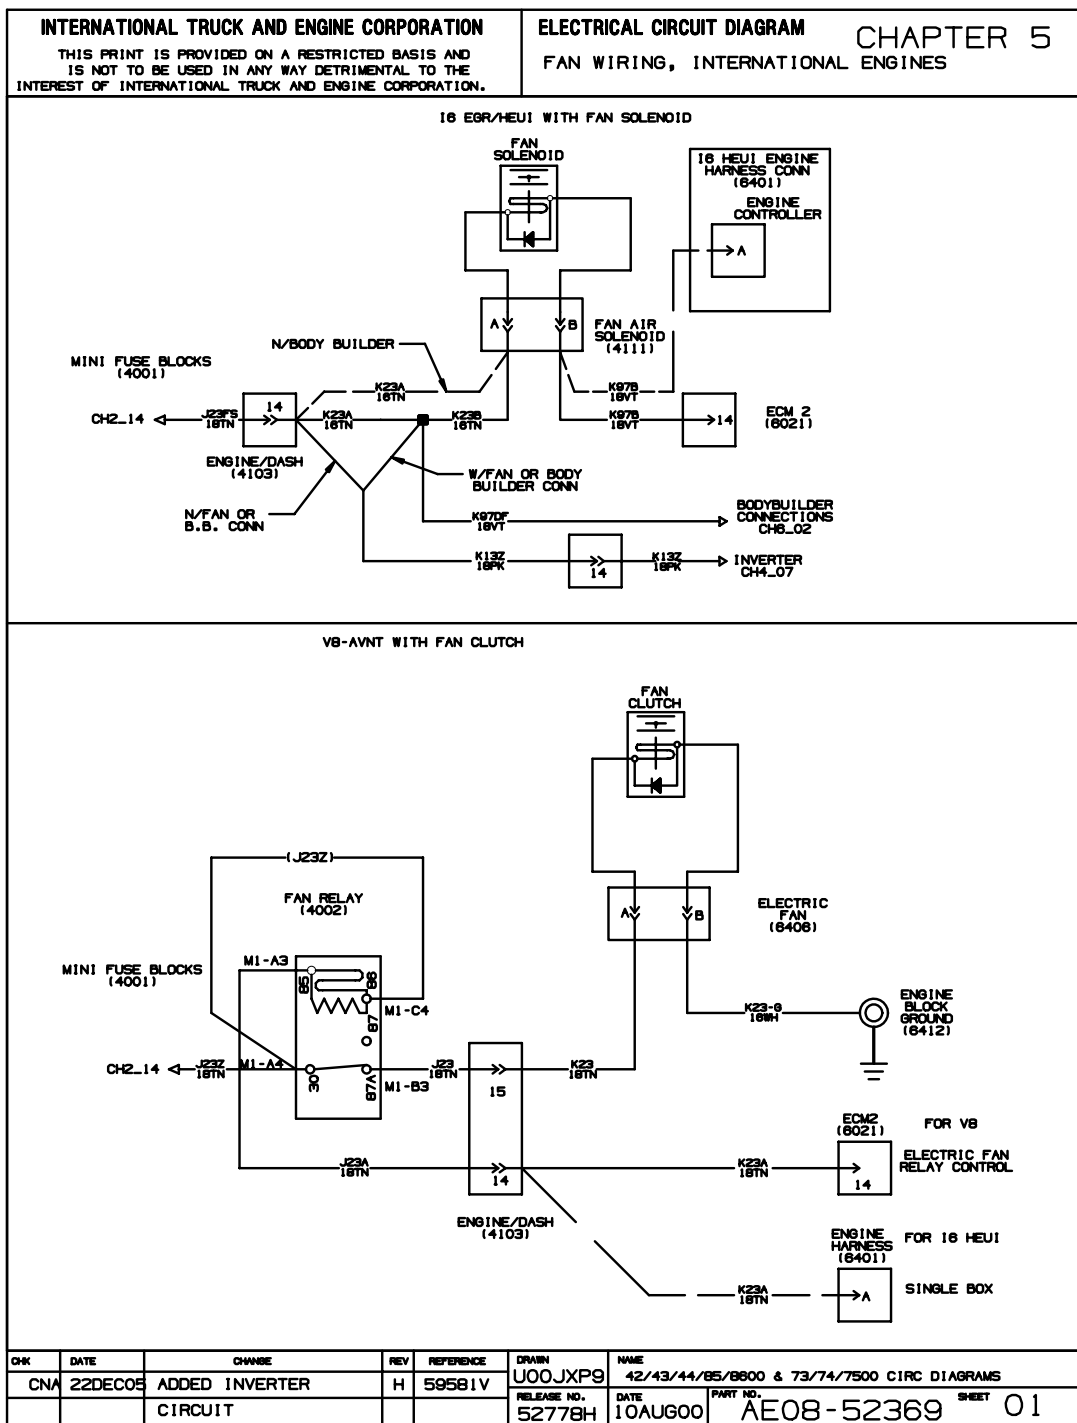 INTERNATIONAL TRUCK AND ENGINE CORPORATION
THIS PRINT IS PROVIDED ON A RESTRICTED BASIS AND
IS NOT TO BE USED IN ANY WAY DETRIMENTAL TO THE
INTEREST OF INTERNATIONAL TRUCK AND ENGINE CORPORATION.
ELECTRICAL CIRCUIT DIAGRAM
CHAPTER 5
FAN WIRING, INTERNATIONAL ENGINES
I6 EGR/HEUI WITH FAN SOLENOID
FAN
SOLENOID
I6 HEUI ENGINE
HARNESS CONN
(6401)
ENGINE
CONTROLLER
A
A
B
FAN AIR
SOLENOID
(4111)
N/BODY BUILDER
MINI FUSE BLOCKS
(4001)
K23A
16TN
K97B
18VT
CH2_14
J23FS
18TN
14
K23A
16TN
K23B
16TN
K97B
18VT
14
ECM 2
(6021)
ENGINE/DASH
(4103)
W/FAN OR BODY
BUILDER CONN
N/FAN OR
B.B. CONN
K97DF
18VT
BODYBUILDER
CONNECTIONS
CH6_02
K13Z
18PK
14
K13Z
18PK
INVERTER
CH4_07
V8-AVNT WITH FAN CLUTCH
FAN
CLUTCH
(J23Z)
FAN RELAY
(4002)
A
B
ELECTRIC
FAN
(6406)
MINI FUSE BLOCKS
(4001)
M1-A3
85
86
M1-C4
87
K23-G
16WH
ENGINE
BLOCK
GROUND
(6412)
CH2_14
J23Z
18TN
M1-A4
30
87A
M1-B3
J23
18TN
15
K23
18TN
ECM2
(6021)
FOR V8
J23A
18TN
14
K23A
18TN
14
ELECTRIC FAN
RELAY CONTROL
ENGINE/DASH
(4103)
ENGINE
HARNESS
(6401)
FOR I6 HEUI
K23A
18TN
A
SINGLE BOX
CHK DATE CHANGE REV REFERENCE DRAWN NAME
CNA 22DEC05 ADDED INVERTER H 59581V U00JXP9 42/43/44/85/8600 & 73/74/7500 CIRC DIAGRAMS
CIRCUIT RELEASE NO. 52778H DATE 10AUG00 PART NO. AE08-52369 SHEET 01